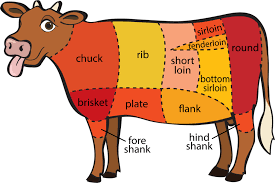 sirloin
tenderloin
chuck
rib
short
loin
round
bottom
sirloin
brisket
plate
flank
fore
shank
hind
shank